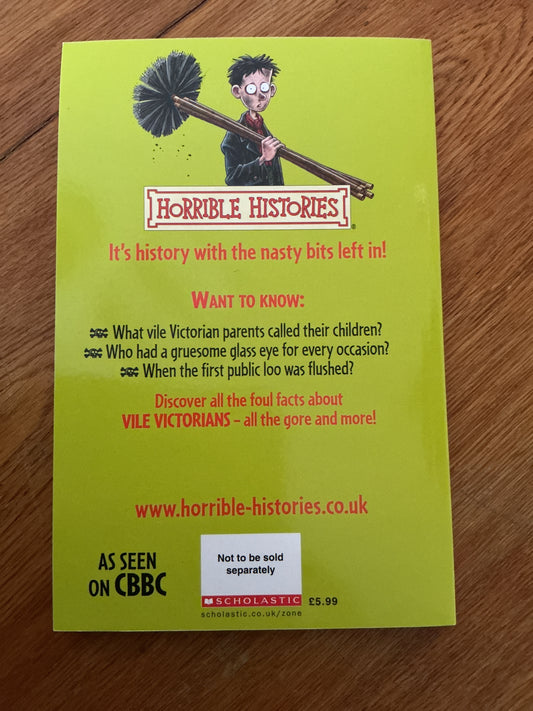 HORRIBLE HISTORIES®
It's history with the nasty bits left in!
WANT TO KNOW:
What vile Victorian parents called their children?
Who had a gruesome glass eye for every occasion?
When the first public loo was flushed?
Discover all the foul facts about
VILE VICTORIANS – all the gore and more!
www.horrible-histories.co.uk
AS SEEN
ON CBBC
Not to be sold
separately
SCHOLASTIC £5.99
scholastic.co.uk/zone